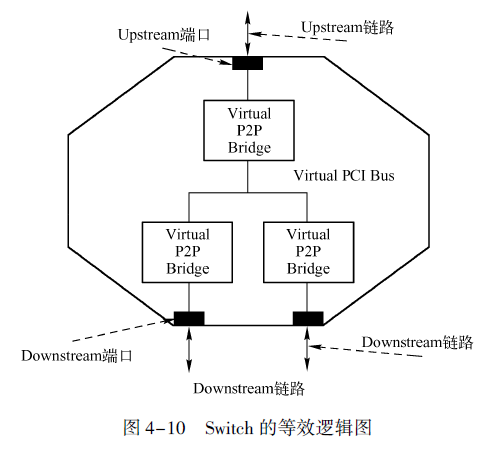 Upstream链路
Upstream端口
Virtual
P2P
Bridge
Virtual PCI Bus
Virtual
P2P
Bridge
Virtual
P2P
Bridge
Downstream端口
Downstream链路
Downstream链路
图 4-10 Switch 的等效逻辑图